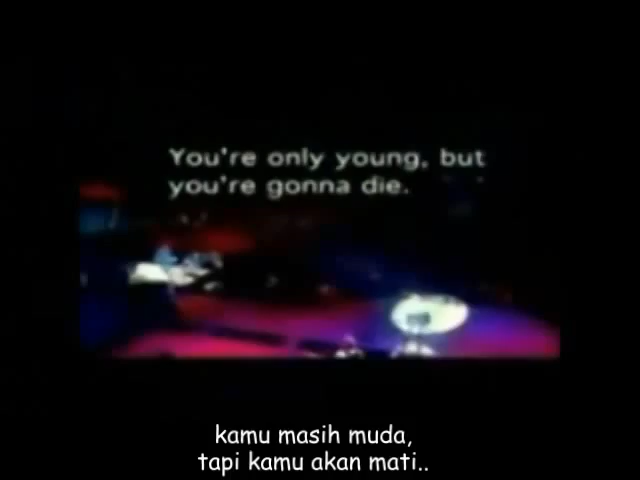 You're only young, but
you're gonna die.
kamu masih muda,
tapi kamu akan mati..